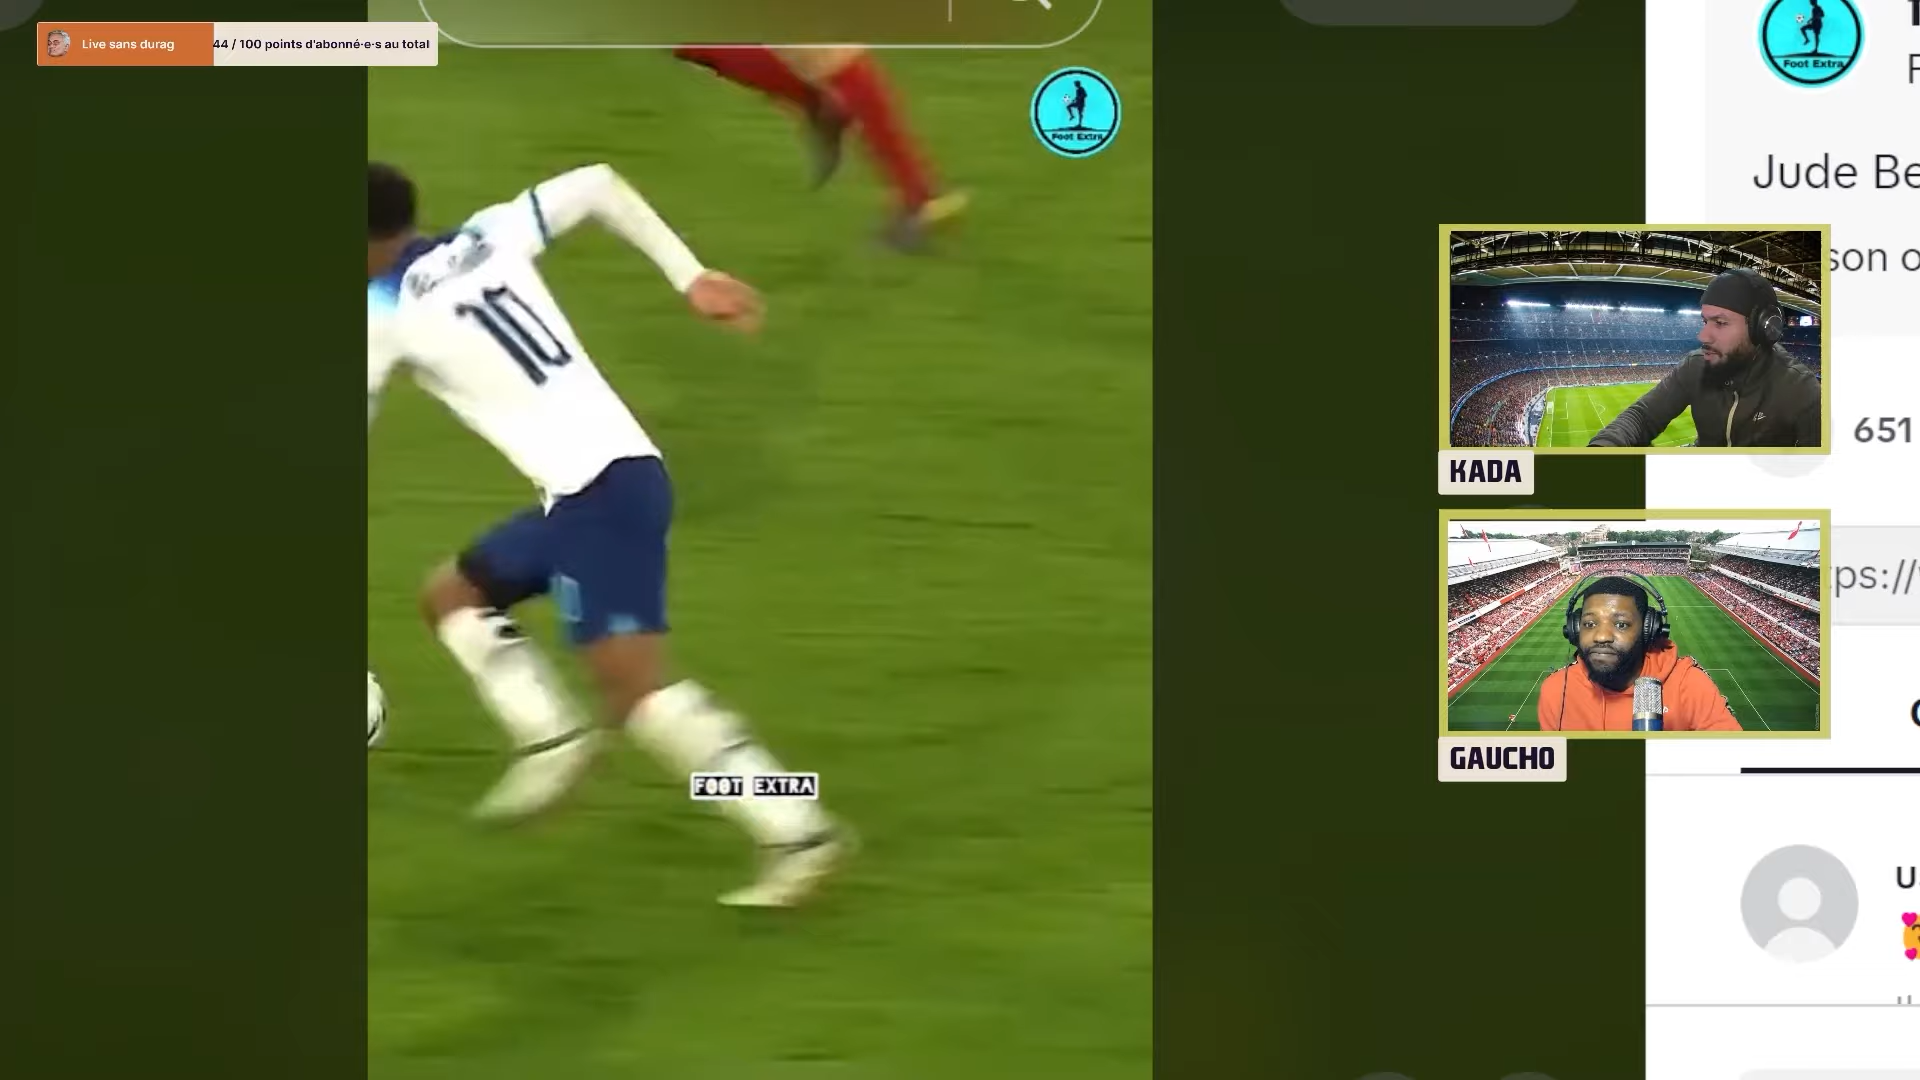 Live sans durag
44 / 100 points d'abonné·e·s au total
Foot Extra
10
FOOT EXTRA
Foot Extra
Jude Be
son o
KADA
651
tps://
GAUCHO